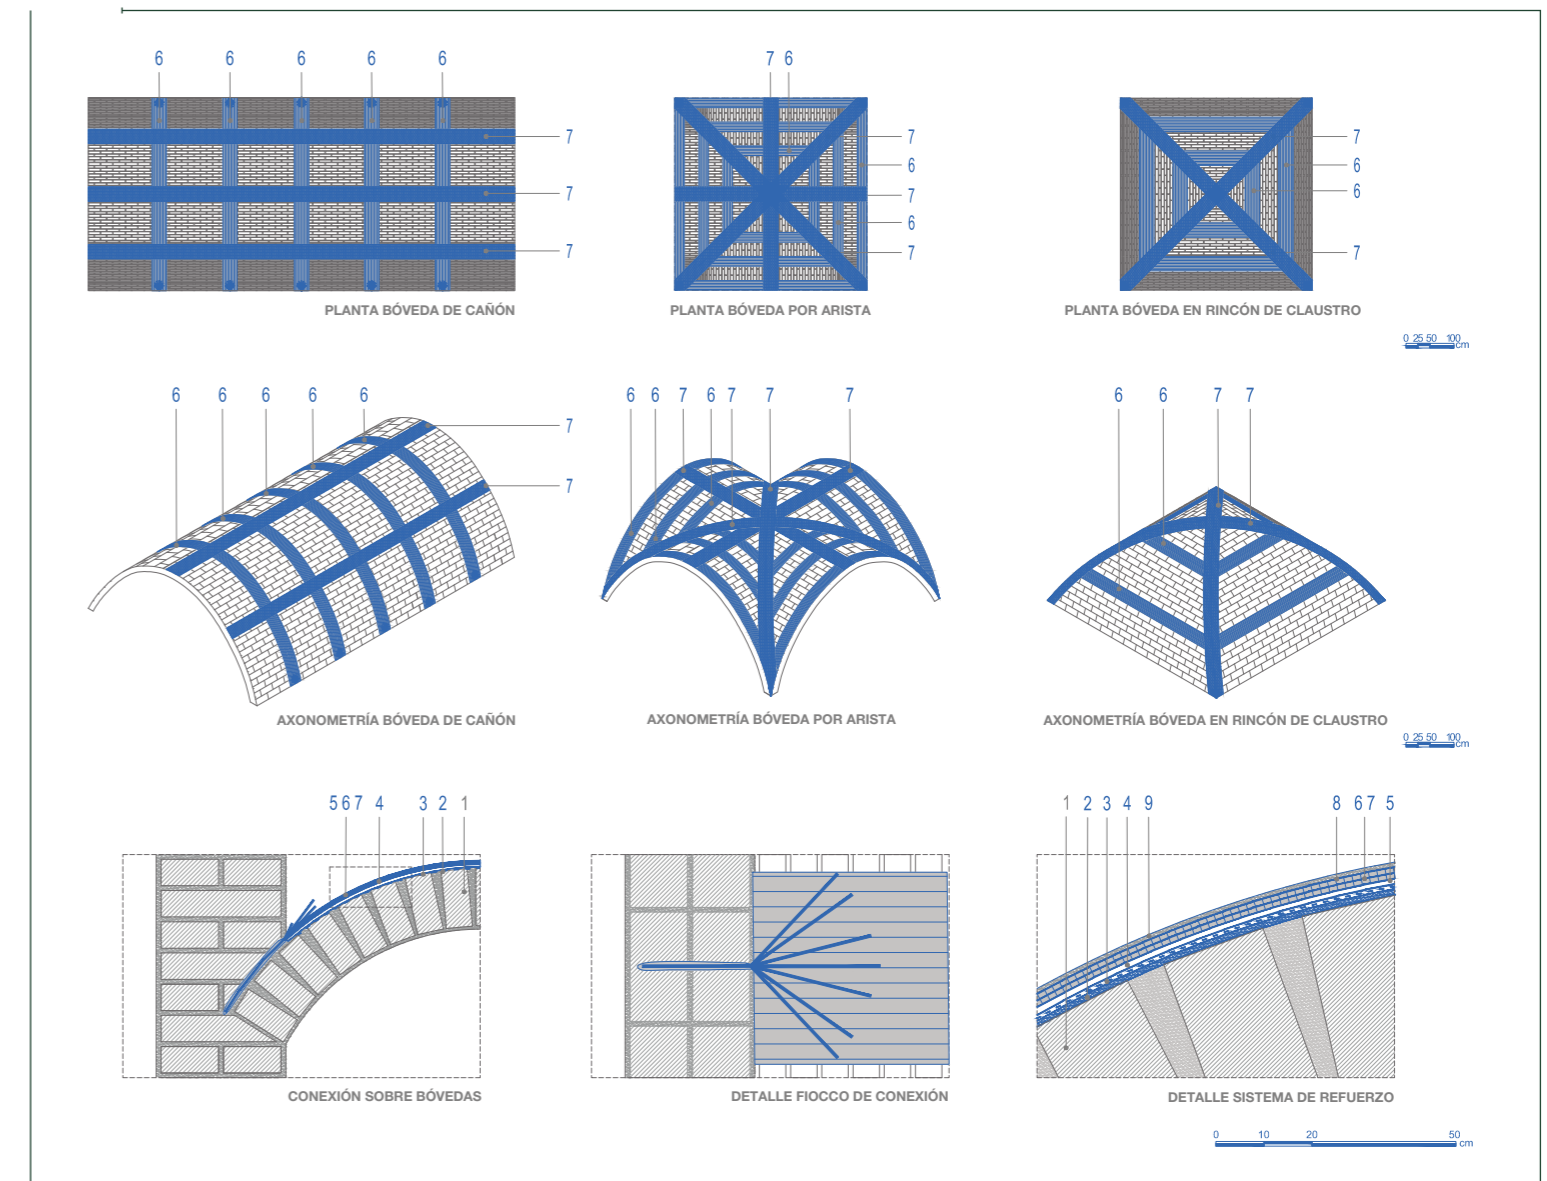 6 6 6 6 6 7 6
7 7 7
6
7 7
6
6
7
6
7 7 7
PLANTA BÓVEDA DE CAÑÓN PLANTA BÓVEDA POR ARISTA PLANTA BÓVEDA EN RINCÓN DE CLAUSTRO
0 25 50 100
cm
6 6 6 6 6 6 6 7 6 7 7 7 6 6 7 7
7
7
AXONOMETRÍA BÓVEDA DE CAÑÓN AXONOMETRÍA BÓVEDA POR ARISTA AXONOMETRÍA BÓVEDA EN RINCÓN DE CLAUSTRO
0 25 50 100
cm
5 6 7 4 3 2 1 1 2 3 4 9 8 6 7 5
CONEXIÓN SOBRE BÓVEDAS DETALLE FIOCCO DE CONEXIÓN DETALLE SISTEMA DE REFUERZO
0 10 20 50
cm